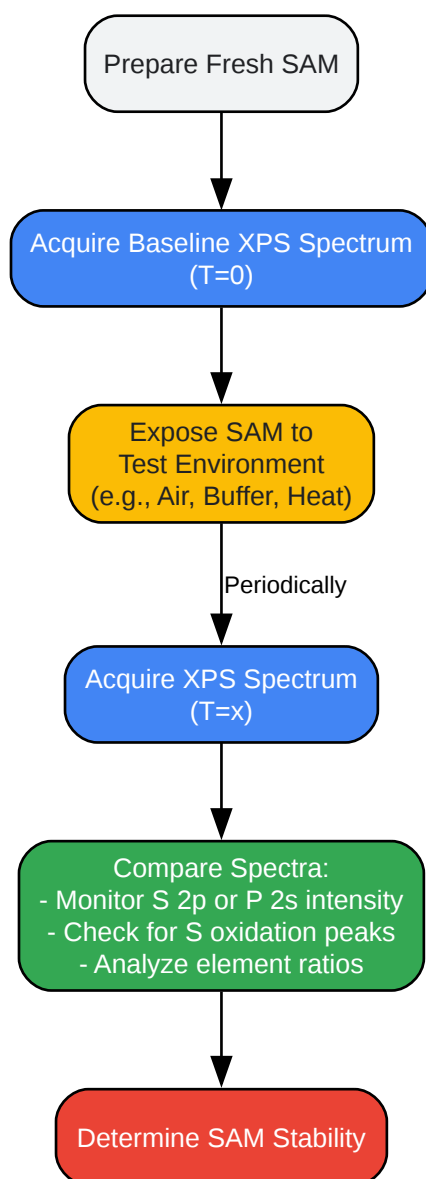 Prepare Fresh SAM
Acquire Baseline XPS Spectrum
(T=0)
Expose SAM to
Test Environment
(e.g., Air, Buffer, Heat)
Periodically
Acquire XPS Spectrum
(T=x)
Compare Spectra:
- Monitor S 2p or P 2s intensity
- Check for S oxidation peaks
- Analyze element ratios
Determine SAM Stability